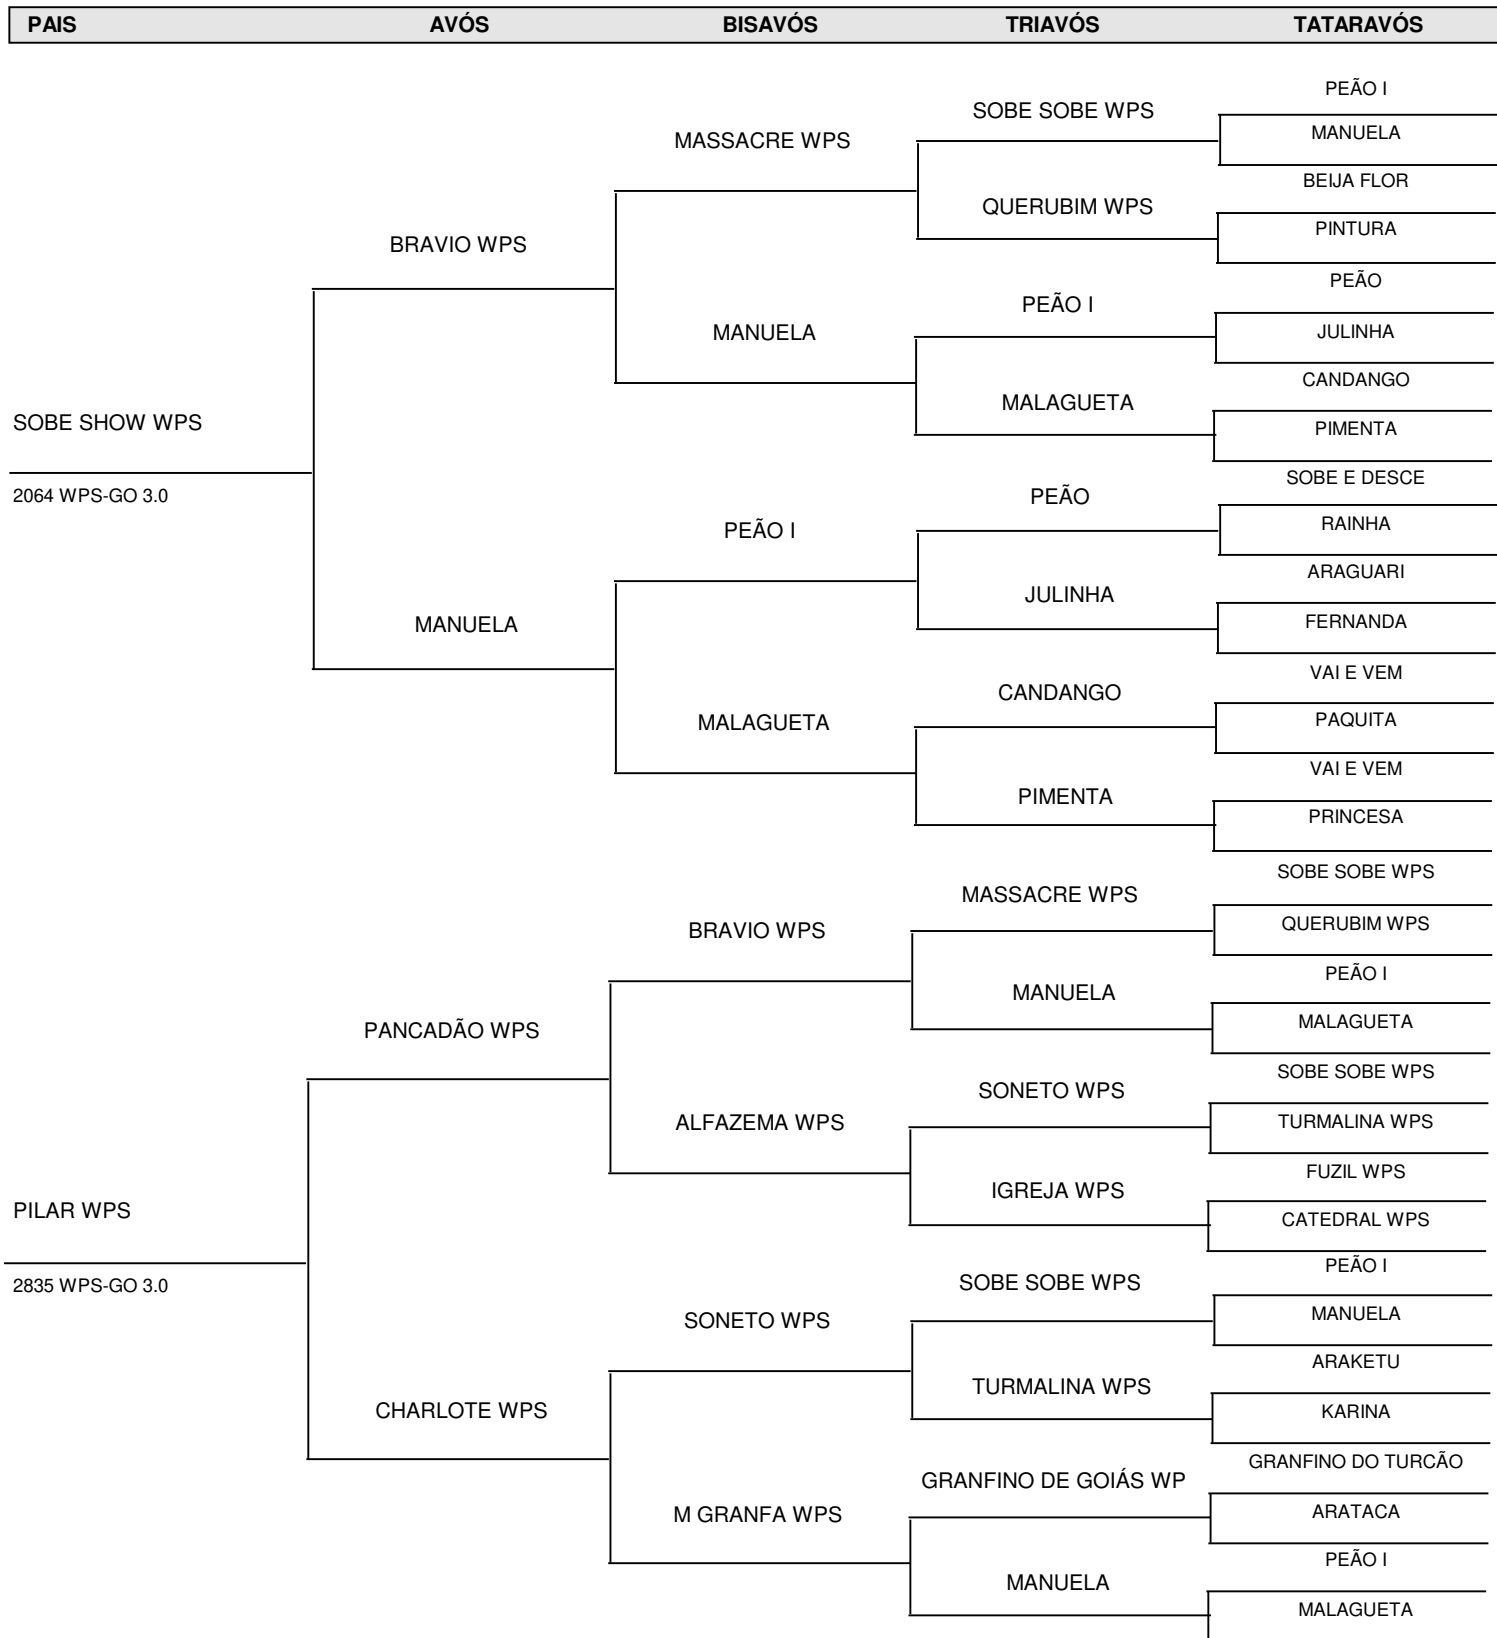 PAIS AVÓS BISAVÓS TRIAVÓS TATARAVÓS
PEÃO I
SOBE SOBE WPS
MANUELA
MASSACRE WPS
BEIJA FLOR
QUERUBIM WPS
PINTURA
BRAVIO WPS
PEÃO
PEÃO I
JULINHA
MANUELA
CANDANGO
MALAGUETA
SOBE SHOW WPS
PIMENTA
SOBE E DESCE
2064 WPS-GO 3.0
PEÃO
RAINHA
PEÃO I
ARAGUARI
JULINHA
FERNANDA
MANUELA
VAI E VEM
CANDANGO
PAQUITA
MALAGUETA
VAI E VEM
PIMENTA
PRINCESA
SOBE SOBE WPS
MASSACRE WPS
QUERUBIM WPS
BRAVIO WPS
PEÃO I
MANUELA
MALAGUETA
PANCADÃO WPS
SOBE SOBE WPS
SONETO WPS
TURMALINA WPS
ALFAZEMA WPS
FUZIL WPS
IGREJA WPS
PILAR WPS
CATEDRAL WPS
PEÃO I
2835 WPS-GO 3.0
SOBE SOBE WPS
MANUELA
SONETO WPS
ARAKETU
TURMALINA WPS
CHARLOTE WPS
KARINA
GRANFINO DO TURCÃO
GRANFINO DE GOIÁS WP
ARATACA
M GRANFA WPS
PEÃO I
MANUELA
MALAGUETA